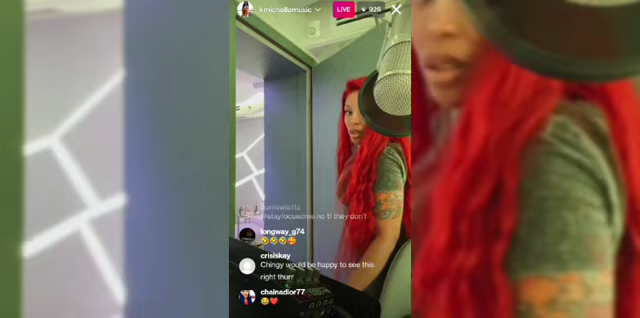 kmichellemusic
LIVE
926
no tf they don't
longway_g74
🤣🤣🤣🥰
crisiskay
Chingy would be happy to see this
right thurr
chainadior77
😂❤️